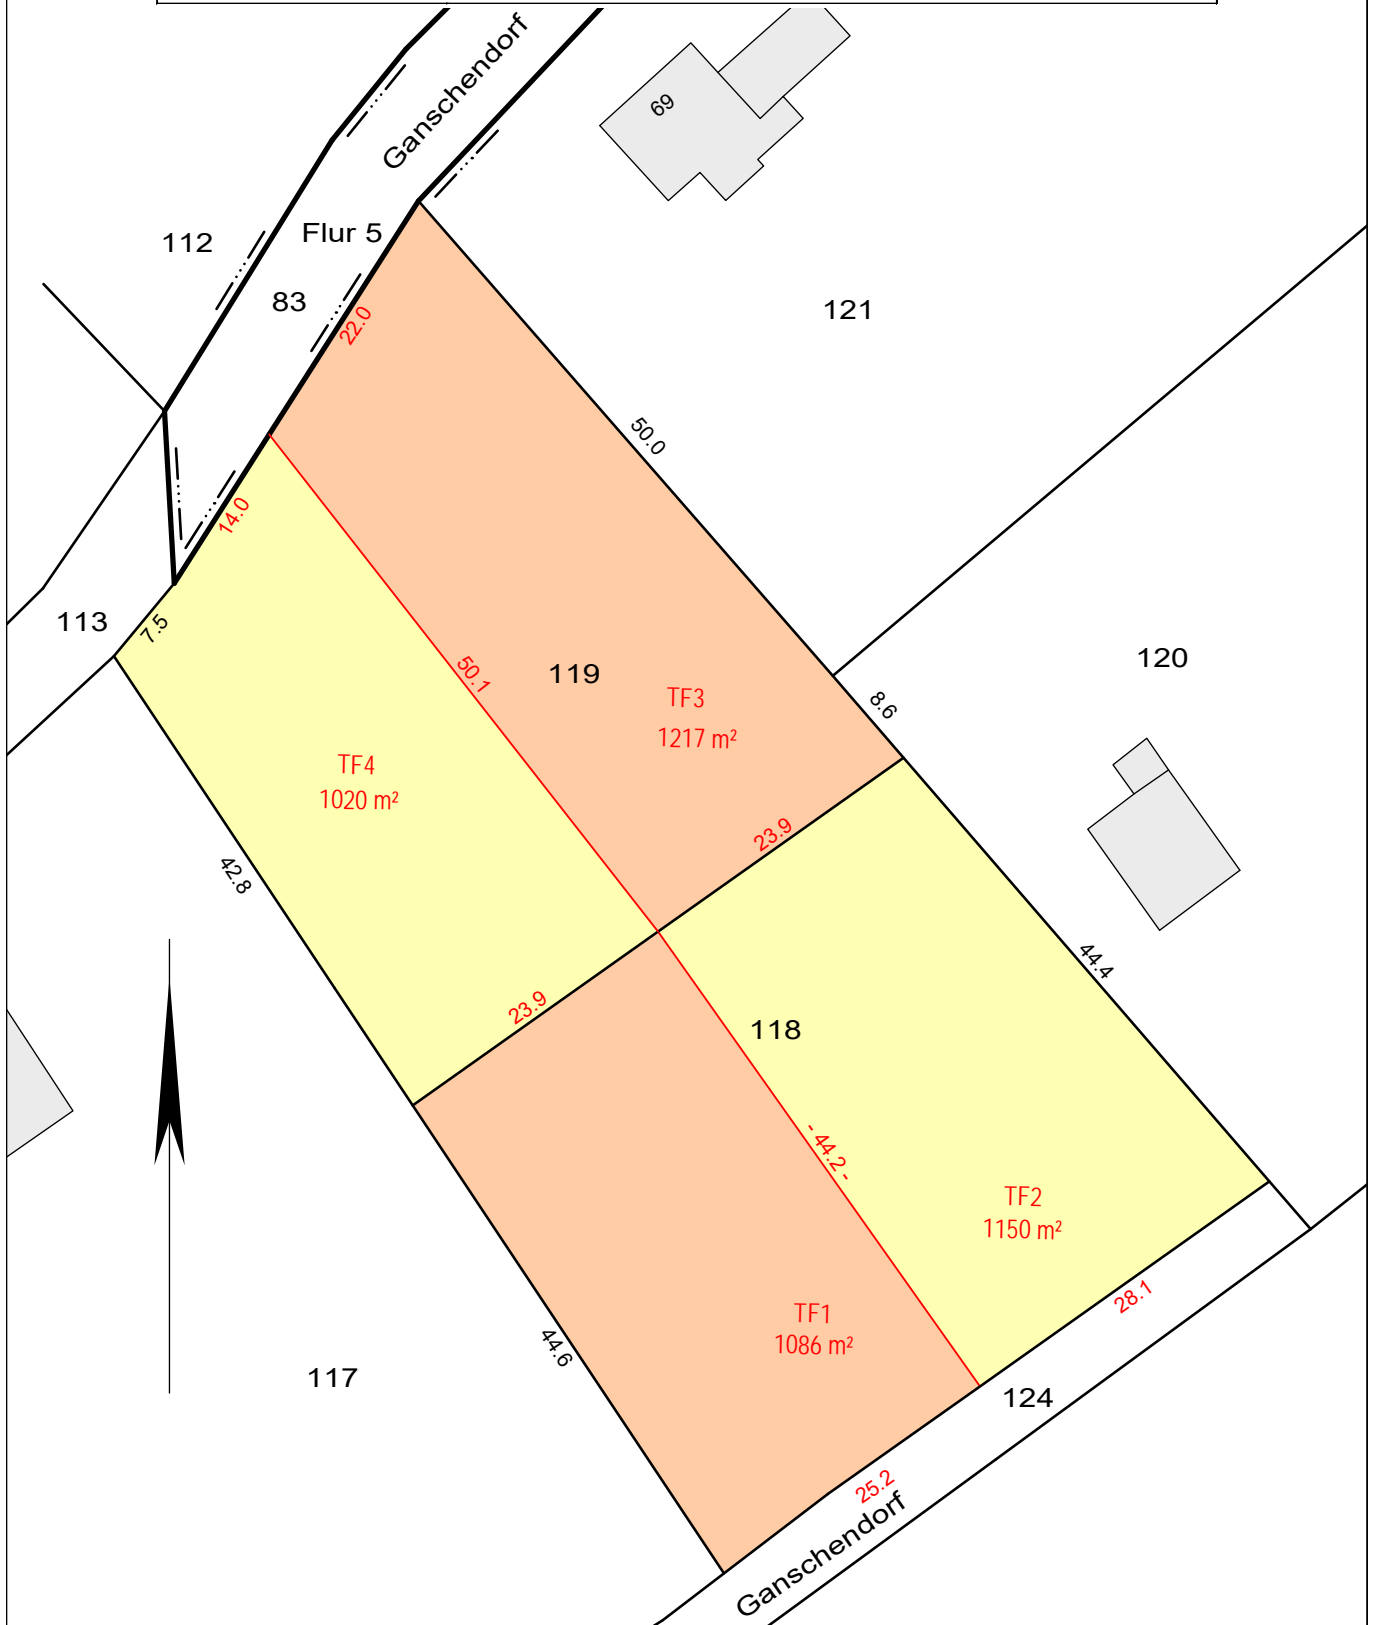 Ganschendorf
69
Flur 5
112
83
121
22.0
50.0
14.0
113
7.5
50.1
119
120
TF3
1217 m²
8.6
TF4
1020 m²
23.9
42.8
44.4
23.9
118
- 44.2 -
TF2
1150 m²
28.1
TF1
1086 m²
44.6
117
124
25.2
Ganschendorf